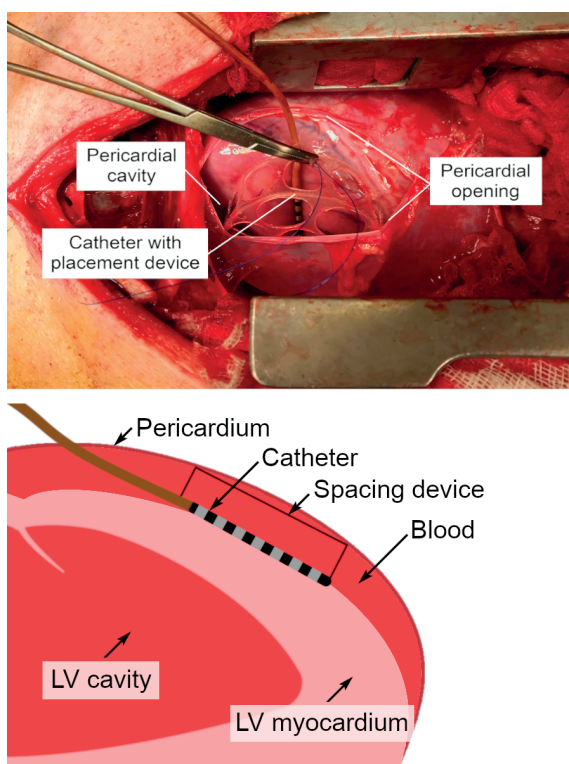 Pericardial
cavity
Pericardial
opening
Catheter with
placement device
Pericardium
Catheter
Spacing device
Blood
LV cavity
LV myocardium